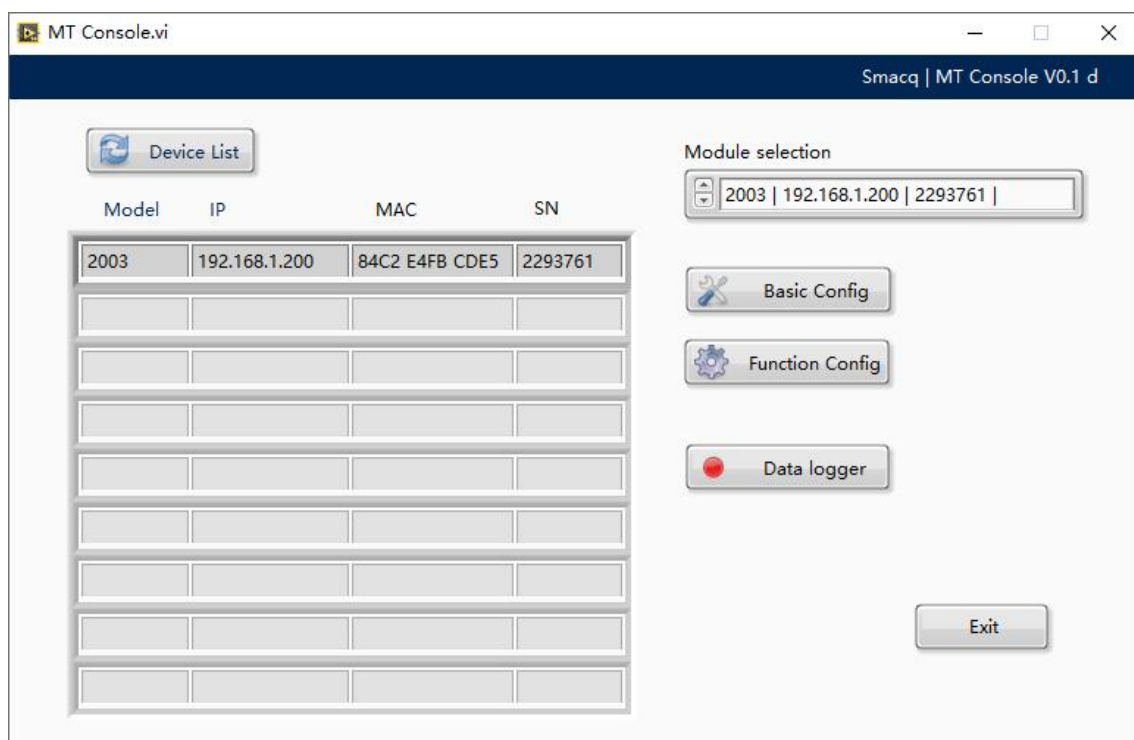 MT Console.vi
Smacq | MT Console V0.1 d
Device List
Module selection
2003 | 192.168.1.200 | 2293761 |
Model IP MAC SN
2003 192.168.1.200 84C2 E4FB CDE5 2293761
Basic Config
Function Config
Data logger
Exit